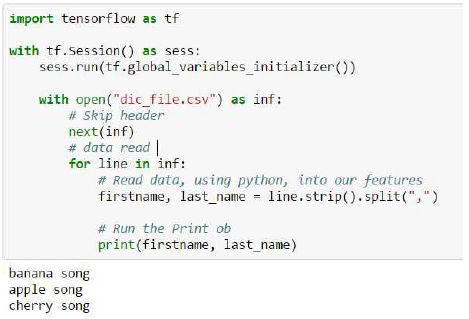 import tensorflow as tf
with tf.Session() as sess:
sess.run(tf.global_variables_initializer())
with open("dic_file.csv") as inf:
# Skip header
next(inf)
# data read
for line in inf:
# Read data, using python, into our features
firstname, last_name = line.strip().split(",")
# Run the Print ob
print(firstname, last_name)
banana song
apple song
cherry song